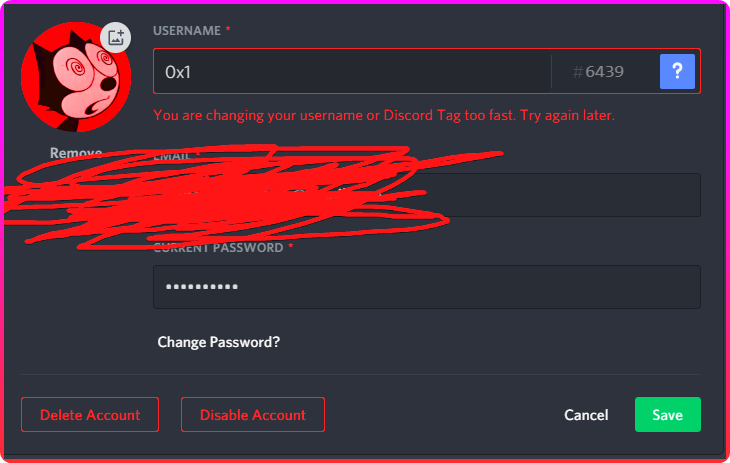 USERNAME *
0x1
#6439
?
You are changing your username or Discord Tag too fast. Try again later.
Remove
EMAIL *
CURRENT PASSWORD *
••••••••••
Change Password?
Delete Account
Disable Account
Cancel
Save